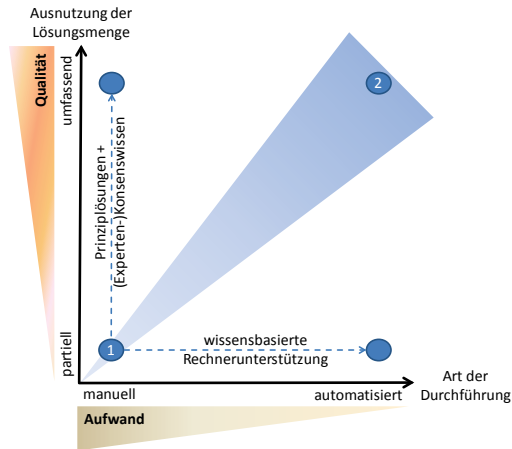 Ausnutzung der
Lösungsmenge
Qualität
umfassend
partiell
Prinziplösungen +
(Experten-)Konsenswissen
2
1
wissensbasierte
Rechnerunterstützung
manuell
automatisiert
Art der
Durchführung
Aufwand